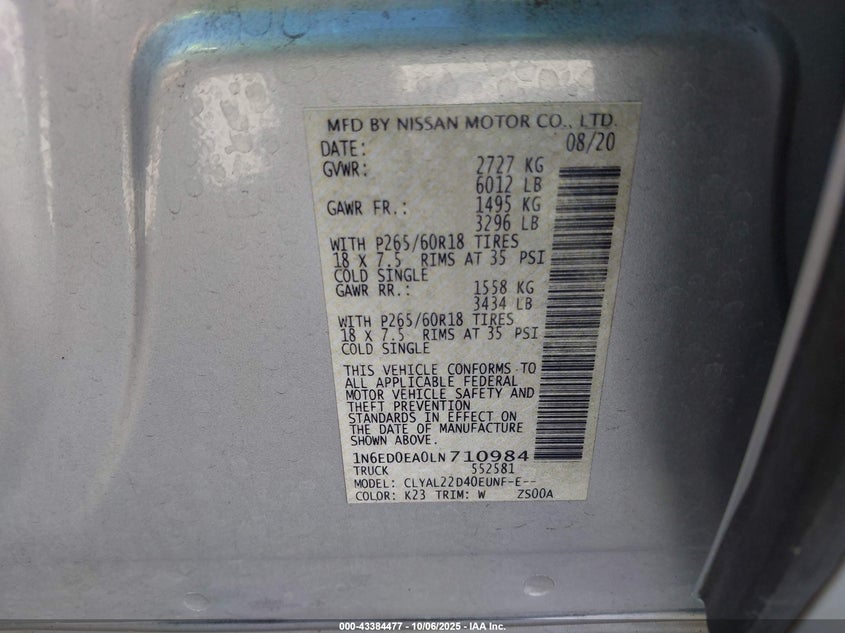 MFD BY NISSAN MOTOR CO., LTD.
DATE: 08/20
GVWR: 2727 KG
6012 LB
GAWR FR.: 1495 KG
3296 LB
WITH P265/60R18 TIRES
18 X 7.5 RIMS AT 35 PSI
COLD SINGLE
GAWR RR.: 1558 KG
3434 LB
WITH P265/60R18 TIRES
18 X 7.5 RIMS AT 35 PSI
COLD SINGLE
THIS VEHICLE CONFORMS TO
ALL APPLICABLE FEDERAL
MOTOR VEHICLE SAFETY AND
THEFT PREVENTION
STANDARDS IN EFFECT ON
THE DATE OF MANUFACTURE
SHOWN ABOVE.
1N6ED0EA0LN710984
TRUCK 552581
MODEL: CLYAL22D40EUNF-E--
COLOR: K23 TRIM: W ZS00A
000-43384477 - 10/06/2025 - IAA Inc.